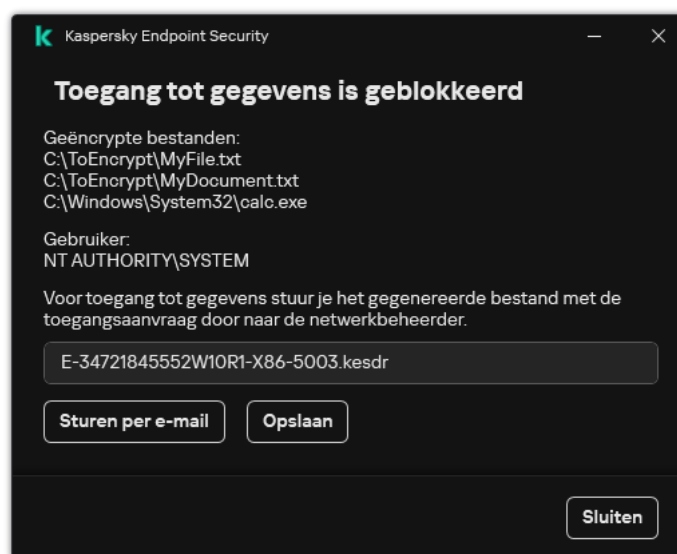 Kaspersky Endpoint Security
Toegang tot gegevens is geblokkeerd
Geëncrypte bestanden:
C:\ToEncrypt\MyFile.txt
C:\ToEncrypt\MyDocument.txt
C:\Windows\System32\calc.exe
Gebruiker:
NT AUTHORITY\SYSTEM
Voor toegang tot gegevens stuur je het gegenereerde bestand met de
toegangsaanvraag door naar de netwerkbeheerder.
E-34721845552W10R1-X86-5003.kesdr
Sturen per e-mail Opslaan
Sluiten